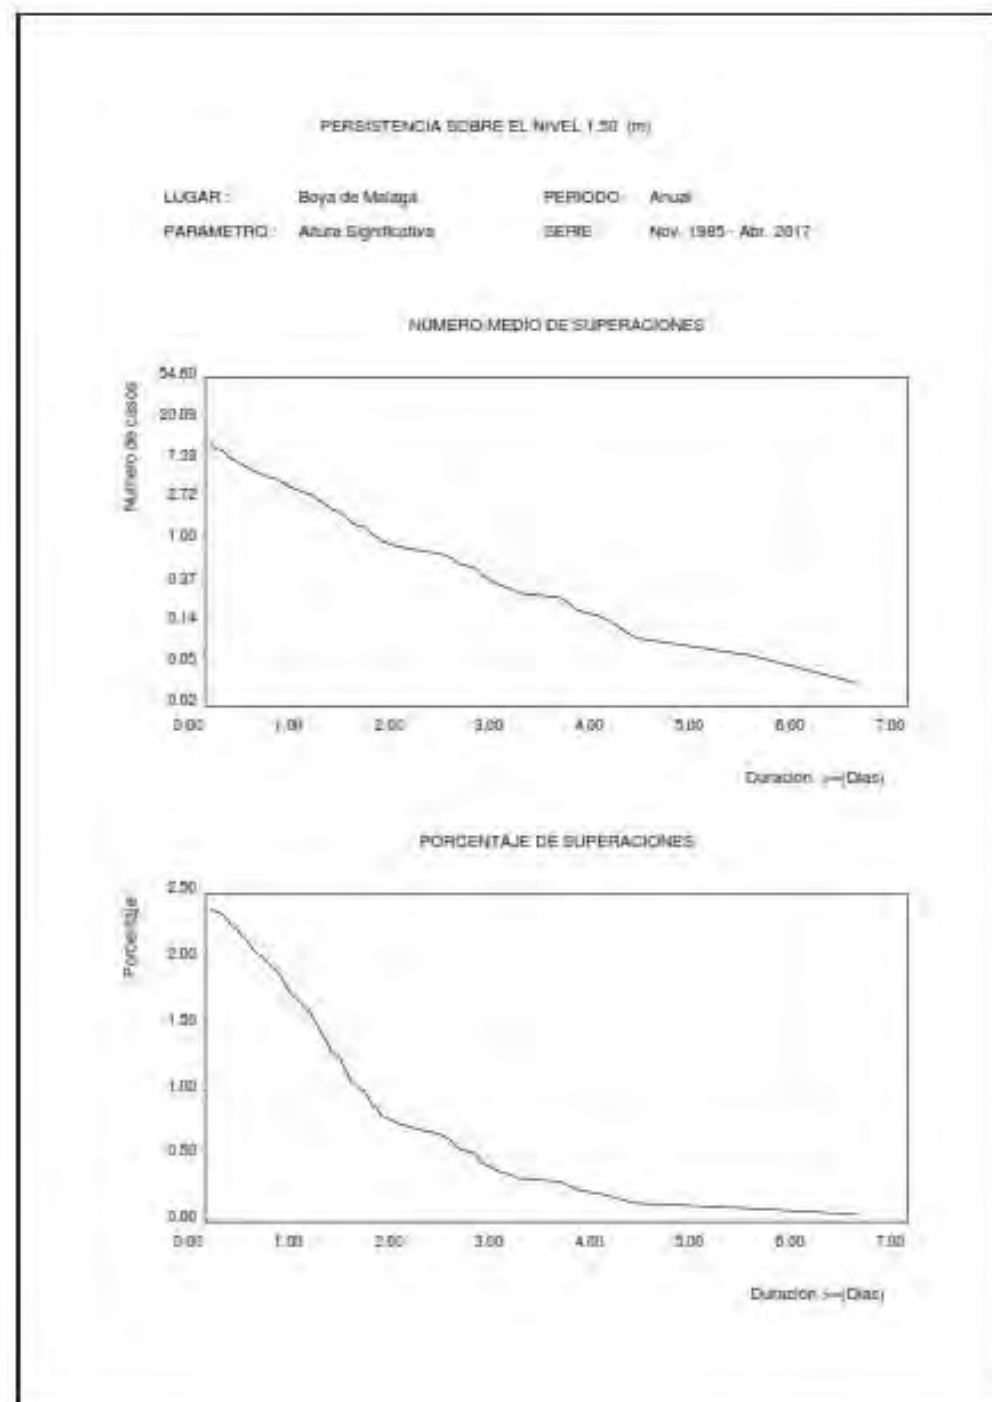 PERSISTENCIA SOBRE EL NIVEL 1.50 (m)
LUGAR : Boya de Malaga PERIODO : Anual
PARAMETRO : Altura Significativa SERIE : Nov. 1985 - Abr. 2017
NUMERO MEDIO DE SUPERACIONES
Numero de casos
54.60
20.09
7.39
2.72
1.00
0.37
0.14
0.05
0.02
0.00 1.00 2.00 3.00 4.00 5.00 6.00 7.00
Duracion >=(Dias)
PORCENTAJE DE SUPERACIONES
Porcentaje
2.50
2.00
1.50
1.00
0.50
0.00
0.00 1.00 2.00 3.00 4.00 5.00 6.00 7.00
Duracion >=(Dias)